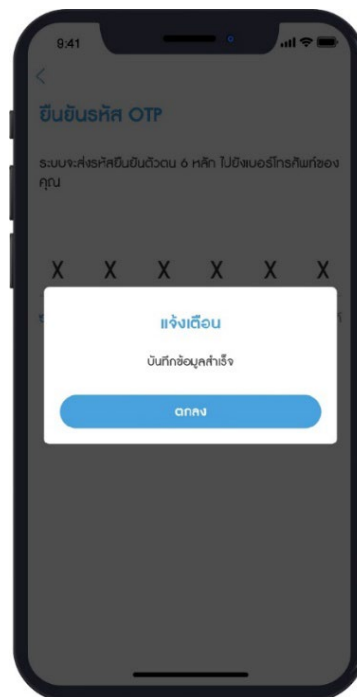 9:41
ยืนยันรหัส OTP
ระบบจะส่งรหัสยืนยันตัวตน 6 หลัก ไปยังเบอร์โทรศัพท์ของ
คุณ
X X X X X X
แจ้งเตือน
บันทึกข้อมูลสำเร็จ
ตกลง